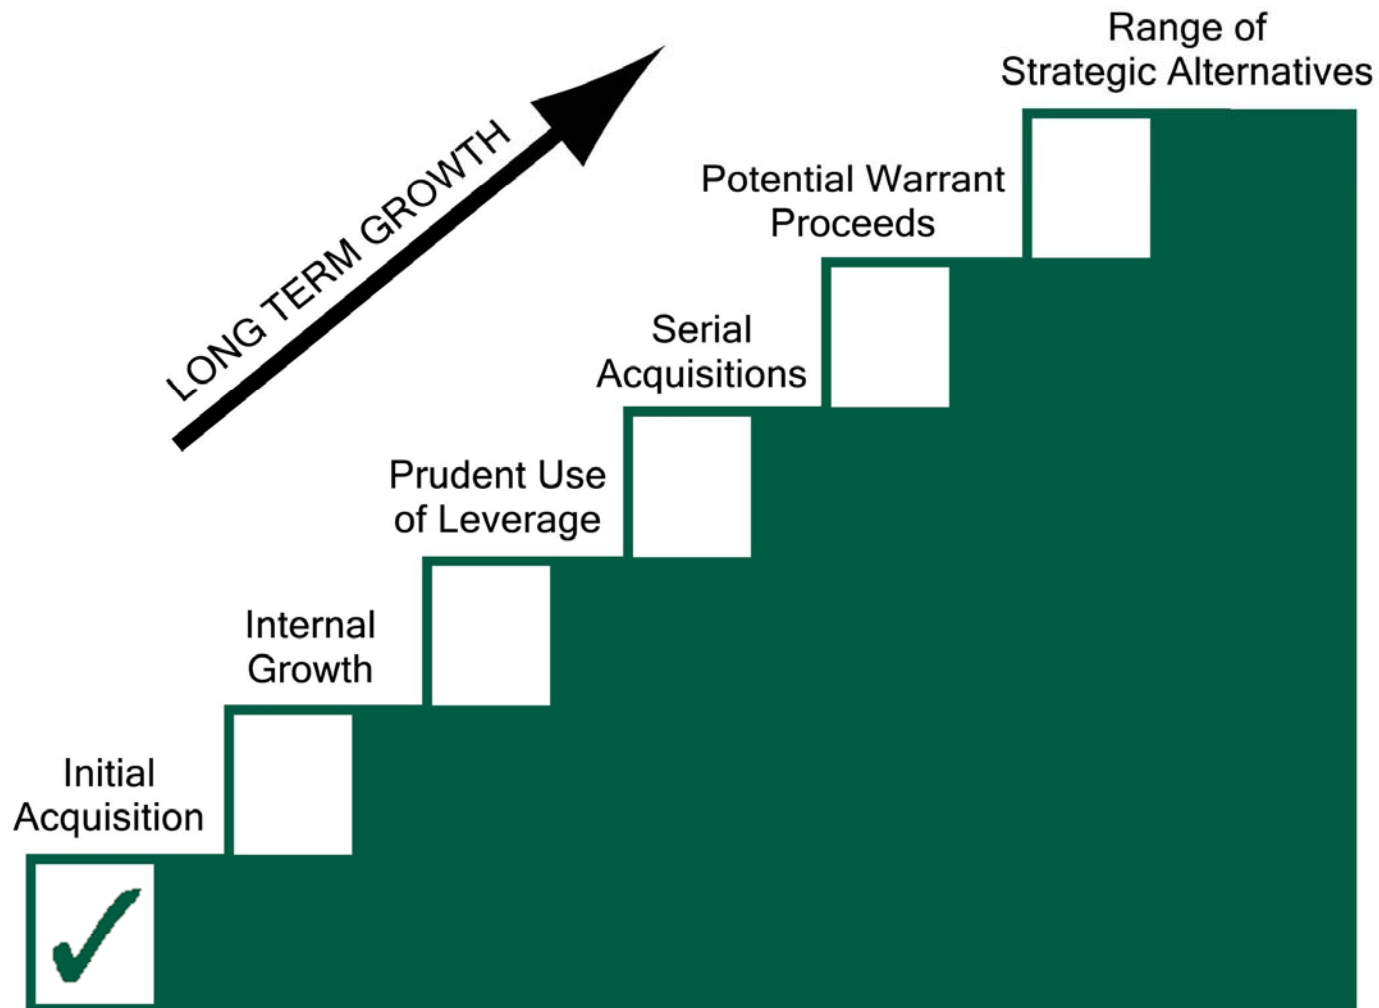 Range of
Strategic Alternatives
LONG TERM GROWTH
Potential Warrant
Proceeds
Serial
Acquisitions
Prudent Use
of Leverage
Internal
Growth
Initial
Acquisition